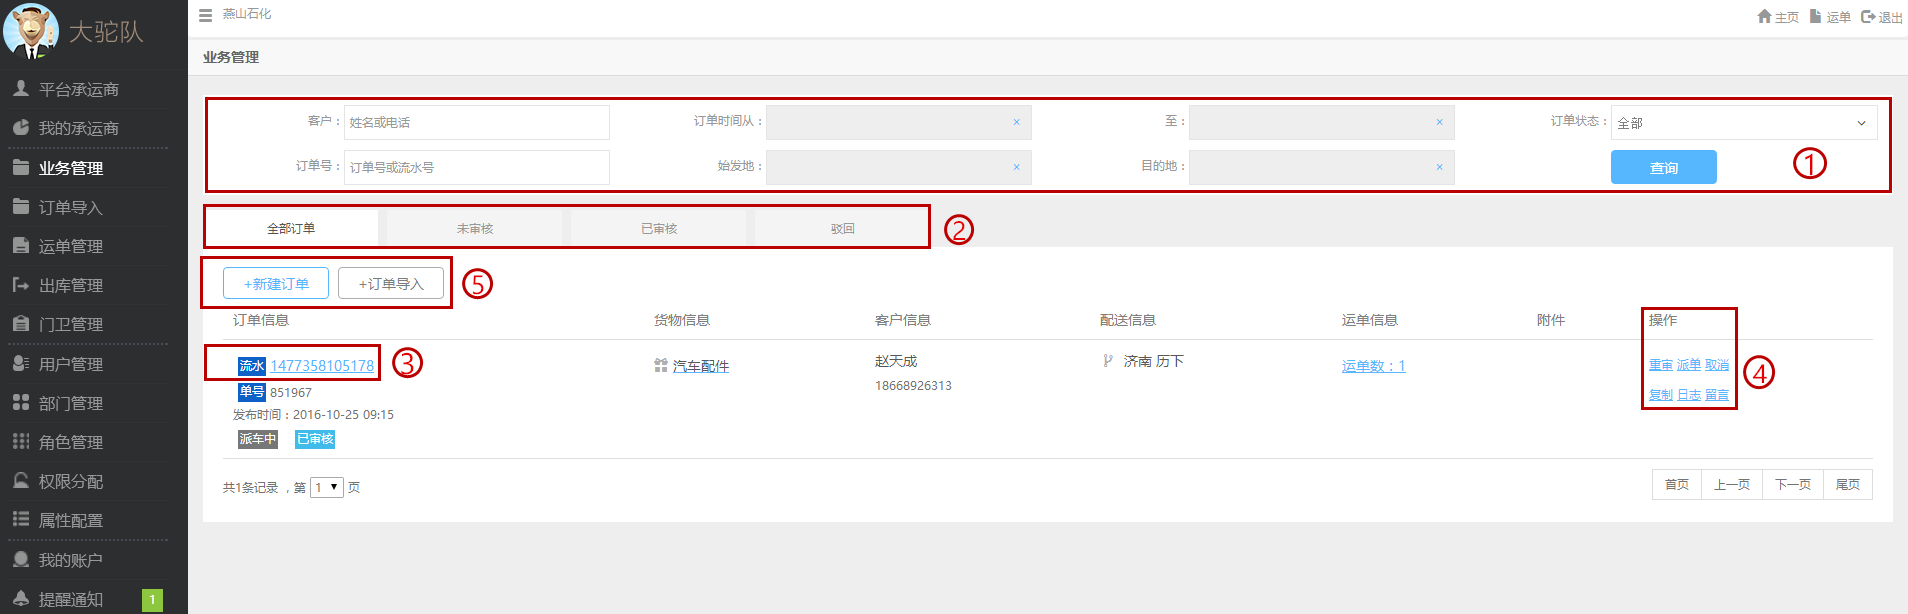 大驼队
燕山石化
主页 运单 退出
业务管理
平台承运商
我的承运商
业务管理
订单导入
运单管理
出库管理
门卫管理
用户管理
部门管理
角色管理
权限分配
属性配置
我的账户
提醒通知 1
客户： 姓名或电话 订单时间从： × 至： × 订单状态： 全部
订单号： 订单号或流水号 始发地： × 目的地： × 查询 ①
全部订单 未审核 已审核 驳回 ②
+新建订单 +订单导入 ⑤
订单信息 货物信息 客户信息 配送信息 运单信息 附件 操作
流水 1477358105178 ③ 汽车配件 赵天成 济南 历下 运单数：1 重审 派单 取消 ④
单号 851967 18668926313 复制 日志 留言
发布时间：2016-10-25 09:15
派车中 已审核
共1条记录 ，第 1 页 首页 上一页 下一页 尾页